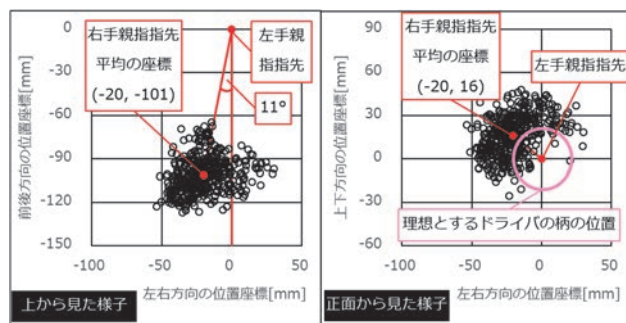 0
-30
-60
-90
-120
-150
-100
-50
0
50
前後方向の位置座標[mm]
左右方向の位置座標[mm]
右手親指指先
平均の座標
(-20, -101)
左手親
指指先
11°
上から見た様子
90
60
30
0
-30
-60
-100
-50
0
50
上下方向の位置座標[mm]
左右方向の位置座標[mm]
右手親指指先
平均の座標
(-20, 16)
左手親指指先
理想とするドライバの柄の位置
正面から見た様子